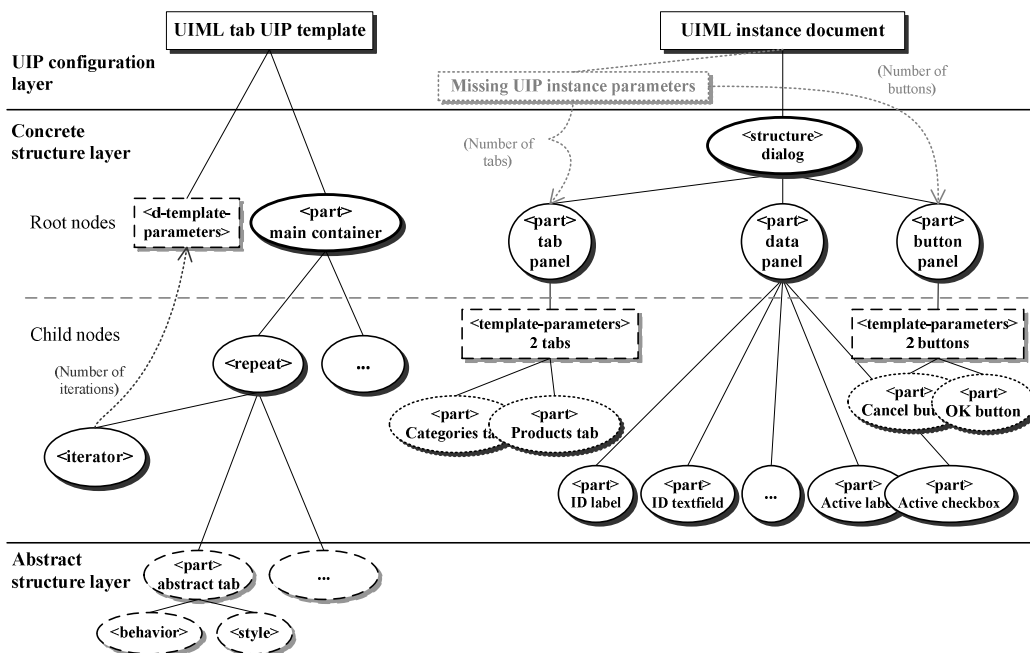 UIML tab UIP template
UIML instance document
UIP configuration
layer
Missing UIP instance parameters
(Number of
buttons)
Concrete
structure layer
(Number of
tabs)
<structure>
dialog
Root nodes
<d-template-
parameters>
<part>
main container
<part>
tab
panel
<part>
data
panel
<part>
button
panel
Child nodes
<template-parameters>
2 tabs
<template-parameters>
2 buttons
(Number of
iterations)
<repeat>
...
<part>
Categories ta
<part>
Products tab
<part>
Cancel but
<part>
OK button
<iterator>
<part>
ID label
<part>
ID textfield
...
<part>
Active labe
<part>
Active checkbox
Abstract
structure layer
<part>
abstract tab
...
<behavior>
<style>